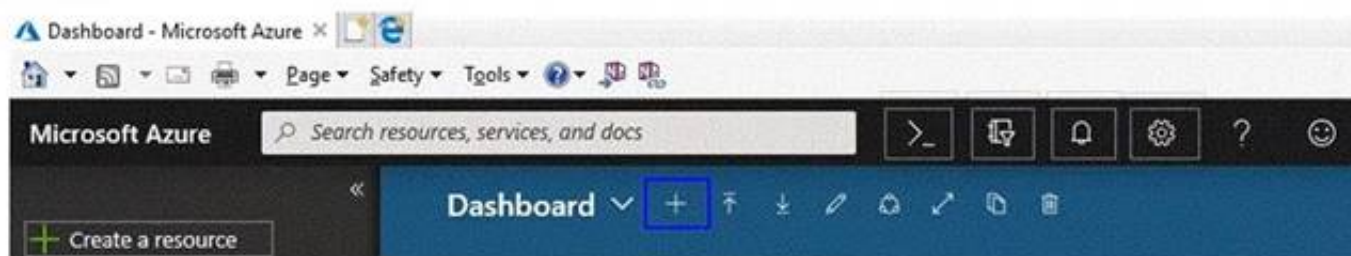 Dashboard - Microsoft Azure
Page Safety Tools
Microsoft Azure Search resources, services, and docs
Dashboard
Create a resource